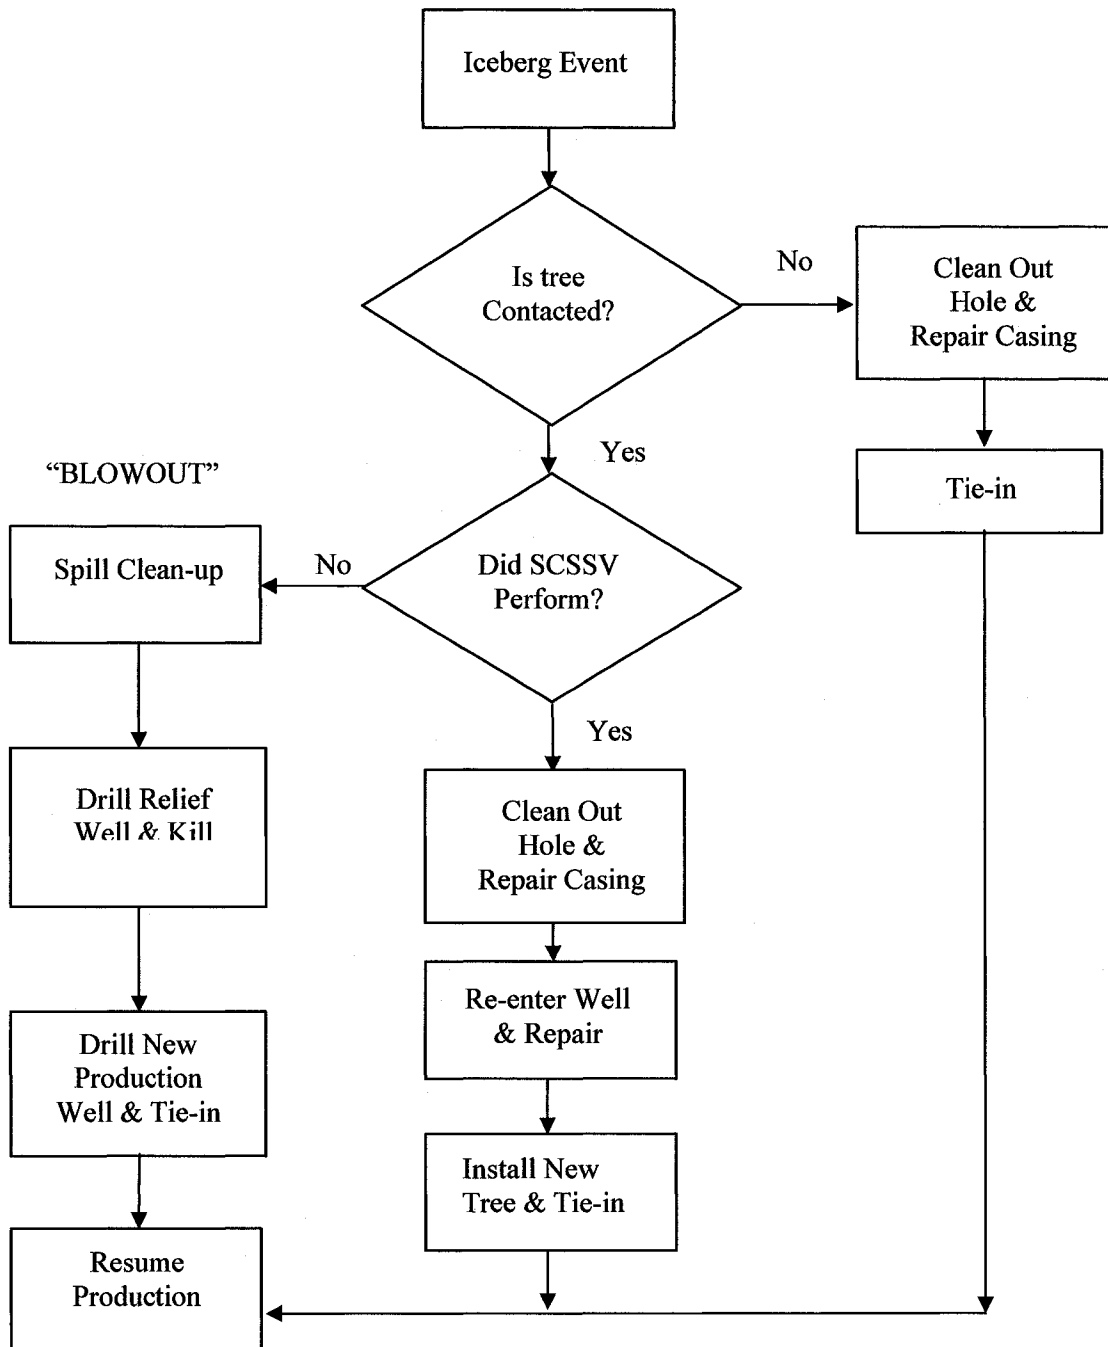 Iceberg Event
Is tree
Contacted?
No
Clean Out
Hole &
Repair Casing
Yes
Tie-in
“BLOWOUT”
Spill Clean-up
No
Did SCSSV
Perform?
Yes
Drill Relief
Well & Kill
Clean Out
Hole &
Repair Casing
Re-enter Well
& Repair
Drill New
Production
Well & Tie-in
Install New
Tree & Tie-in
Resume
Production